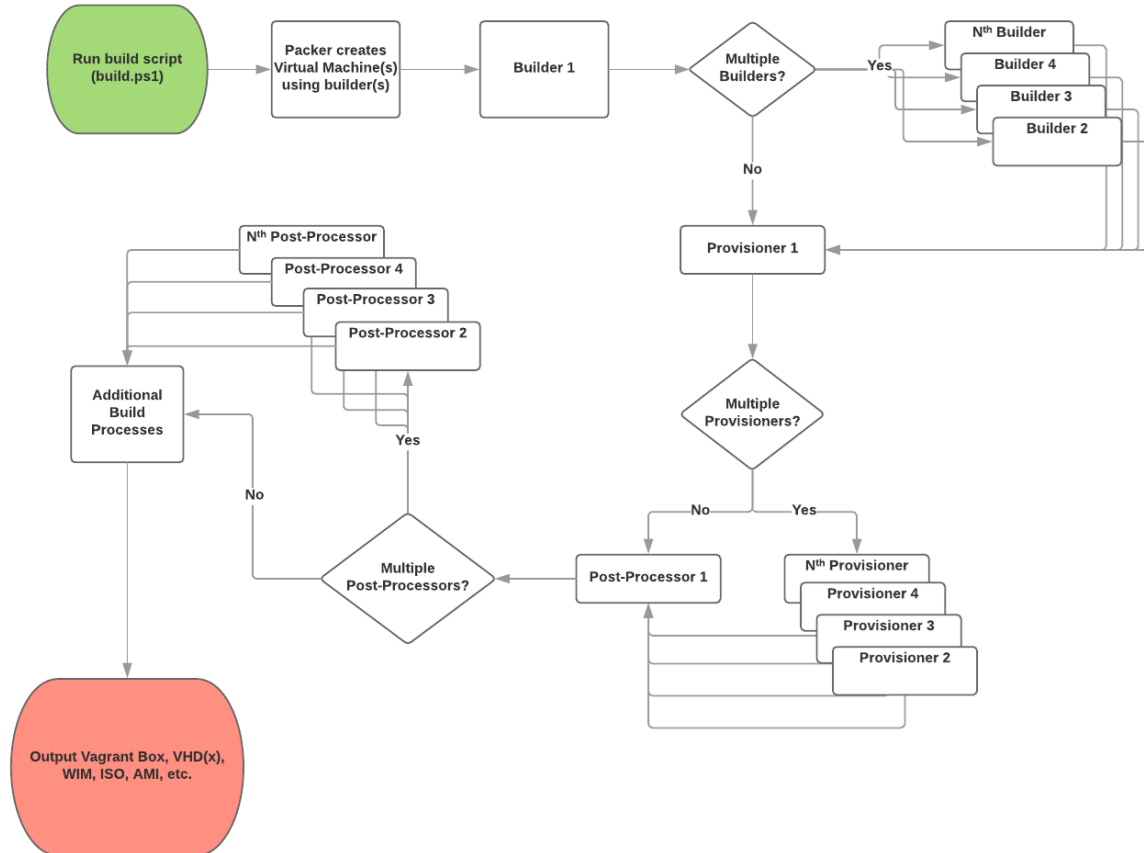 Run build script
(build.ps1)
Packer creates
Virtual Machine(s)
using builder(s)
Builder 1
Multiple
Builders?
Yes
Nth Builder
Builder 4
Builder 3
Builder 2
No
Provisioner 1
Multiple
Provisioners?
No
Yes
Nth Provisioner
Provisioner 4
Provisioner 3
Provisioner 2
Post-Processor 1
Multiple
Post-Processors?
Yes
Nth Post-Processor
Post-Processor 4
Post-Processor 3
Post-Processor 2
No
Additional
Build
Processes
Output Vagrant Box, VHD(x),
WIM, ISO, AMI, etc.